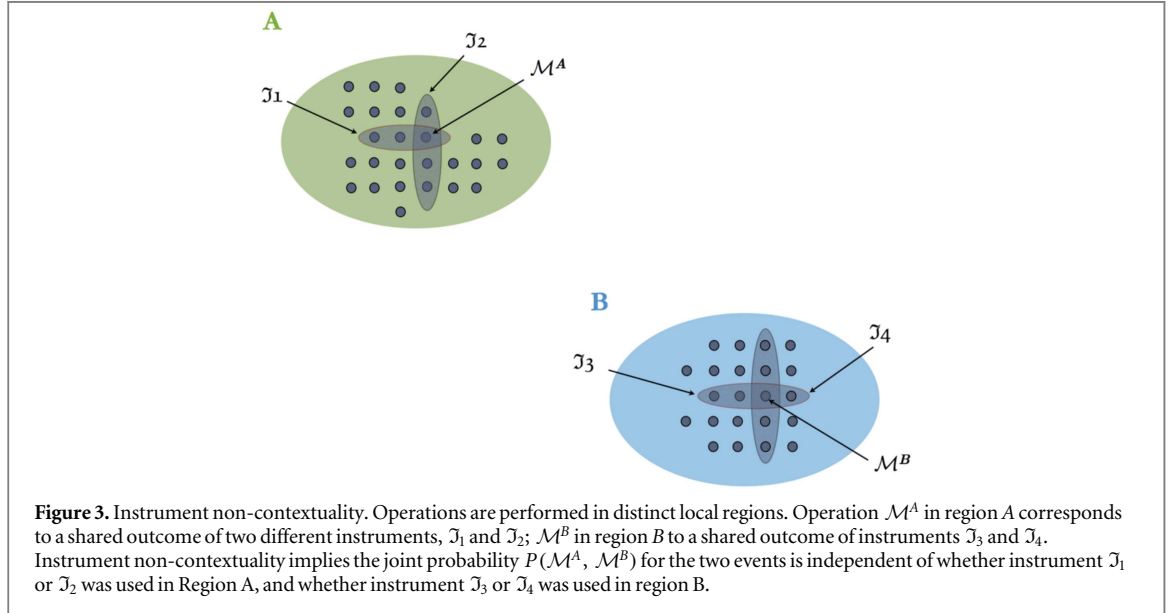 A
ℑ2
ℳᴬ
ℑ1
B
ℑ4
ℑ3
ℳᴮ
Figure 3. Instrument non-contextuality. Operations are performed in distinct local regions. Operation ℳᴬ in region A corresponds
to a shared outcome of two different instruments, ℑ₁ and ℑ₂; ℳᴮ in region B to a shared outcome of instruments ℑ₃ and ℑ₄.
Instrument non-contextuality implies the joint probability P(ℳᴬ, ℳᴮ) for the two events is independent of whether instrument ℑ₁
or ℑ₂ was used in Region A, and whether instrument ℑ₃ or ℑ₄ was used in region B.